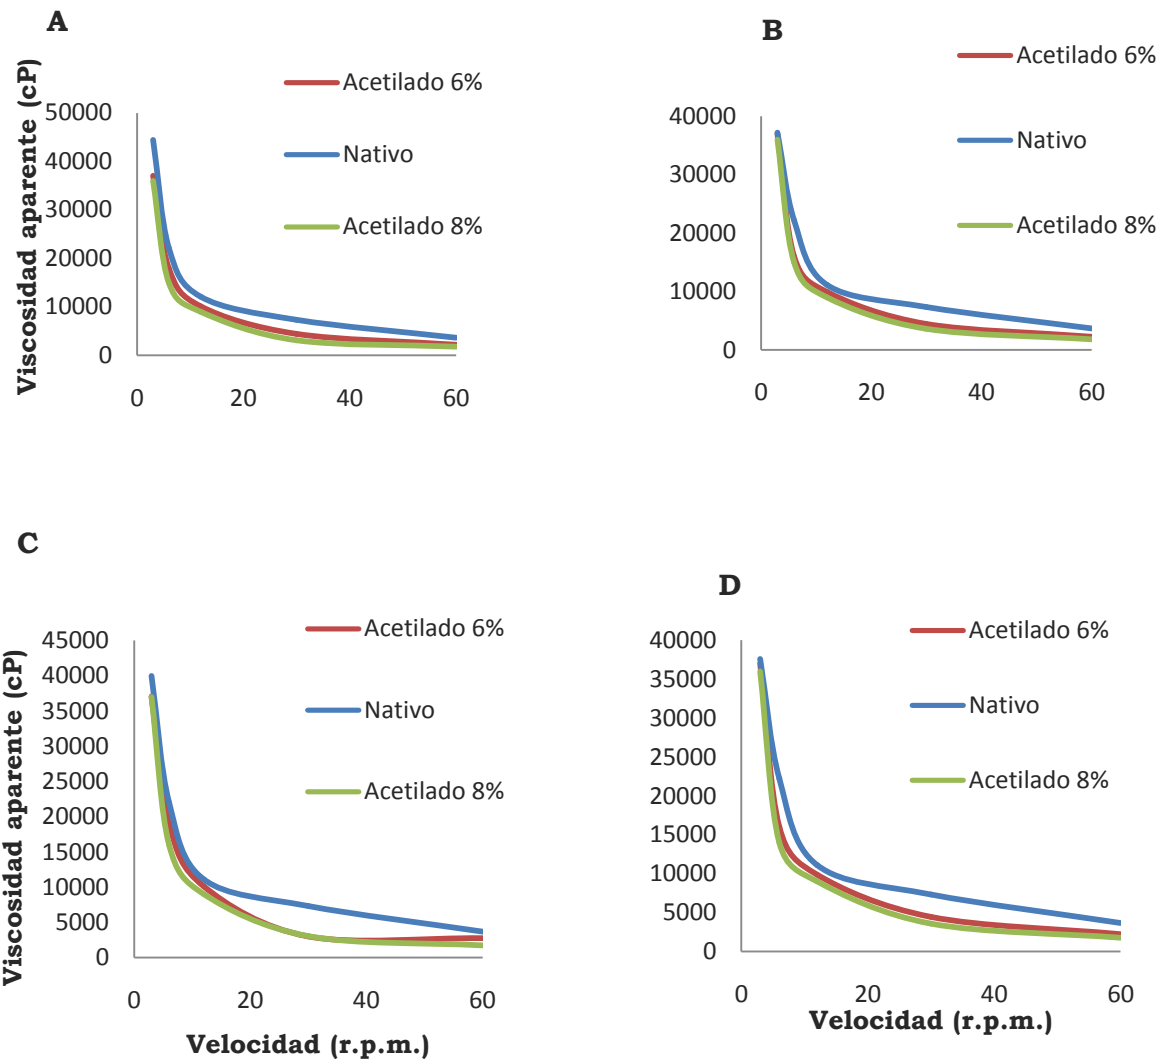 A
Viscosidad aparente (cP)
Acetilado 6%
Nativo
Acetilado 8%
50000
40000
30000
20000
10000
0
0 20 40 60
B
Acetilado 6%
Nativo
Acetilado 8%
40000
30000
20000
10000
0
0 20 40 60
C
Viscosidad aparente (cP)
Acetilado 6%
Nativo
Acetilado 8%
45000
40000
35000
30000
25000
20000
15000
10000
5000
0
0 20 40 60
Velocidad (r.p.m.)
D
Acetilado 6%
Nativo
Acetilado 8%
40000
35000
30000
25000
20000
15000
10000
5000
0
0 20 40 60
Velocidad (r.p.m.)